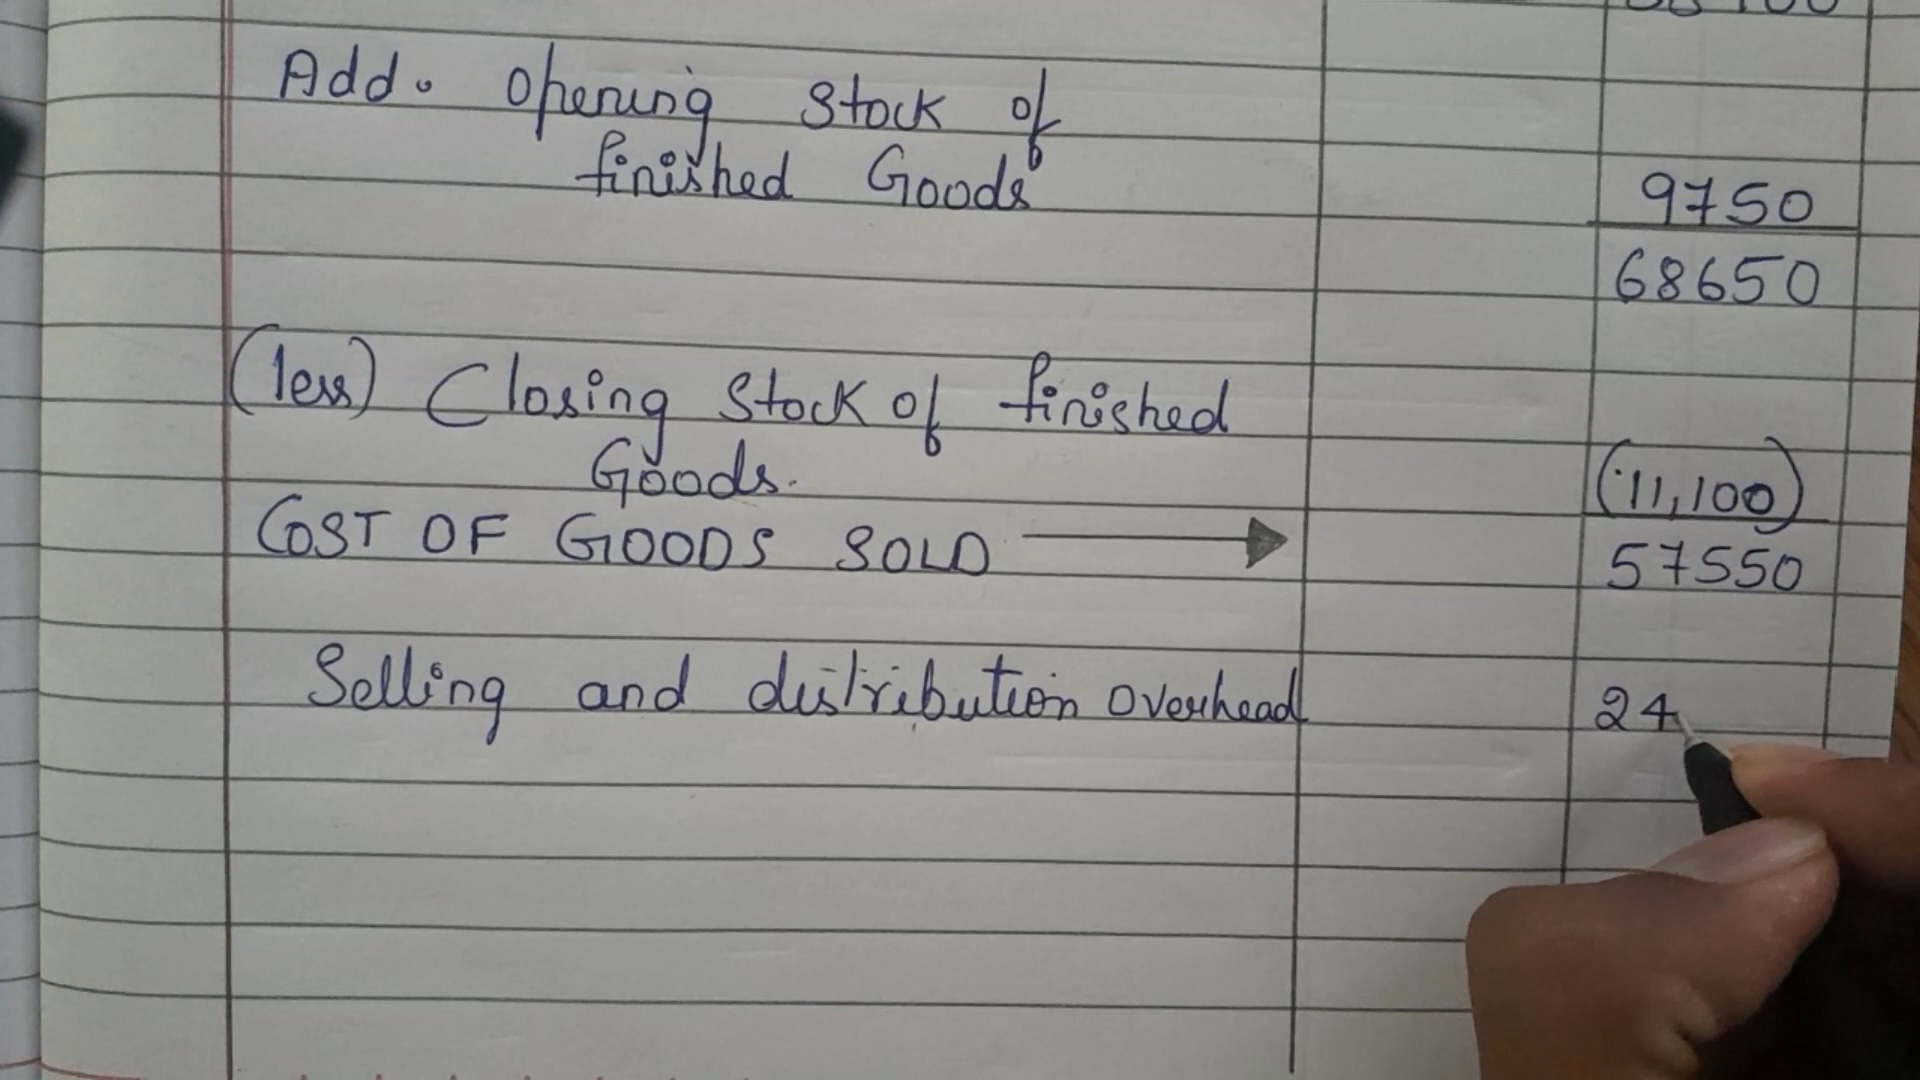 Add. Opening Stock of
finished Goods
9750
68650
(less) Closing Stock of finished
Goods.
(11,100)
COST OF GOODS SOLD
57550
Selling and distribution overhead 24